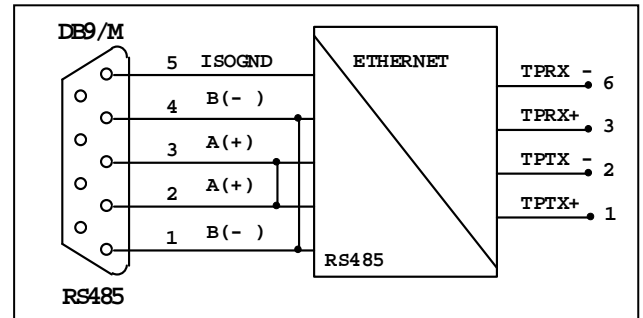 DB9/M
5 ISOGND
4 B(- )
3 A(+)
2 A(+)
1 B(- )
RS485
ETHERNET
RS485
TPRX - 6
TPRX+ 3
TPTX - 2
TPTX+ 1